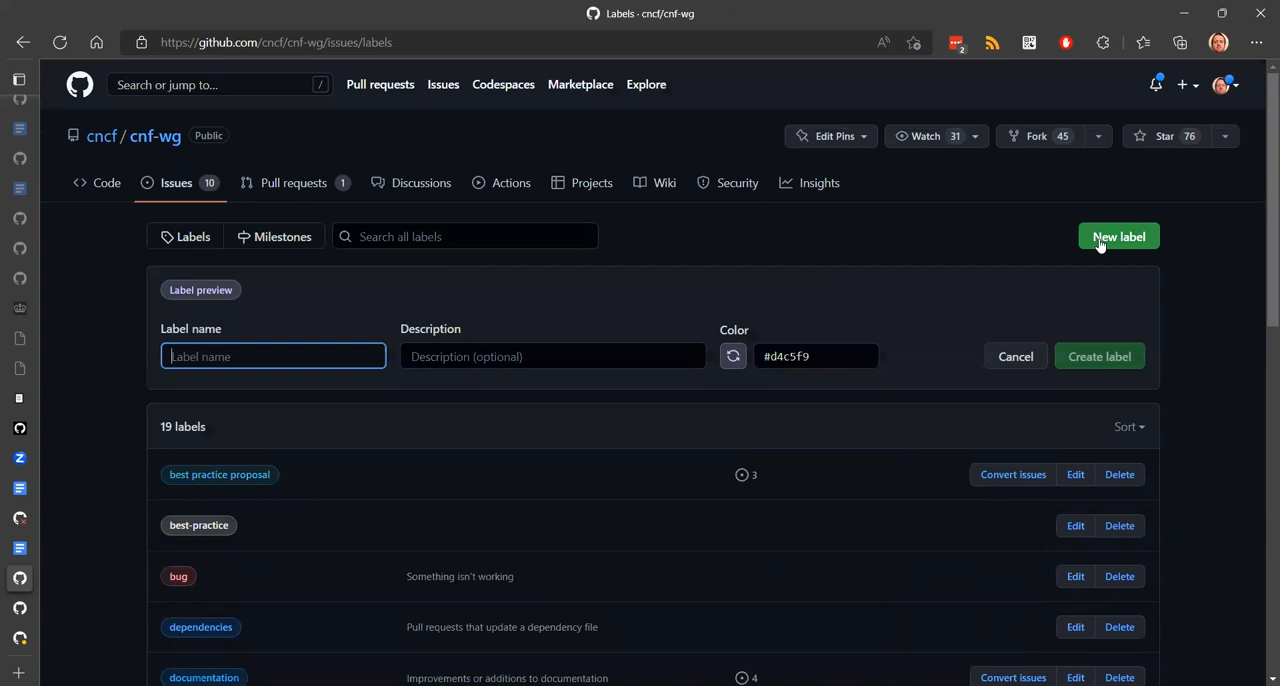 Labels · cncf/cnf-wg
https://github.com/cncf/cnf-wg/issues/labels
2
Search or jump to... /
Pull requests Issues Codespaces Marketplace Explore
cncf / cnf-wg Public
Edit Pins Watch 31 Fork 45 Star 76
Code Issues 10 Pull requests 1 Discussions Actions Projects Wiki Security Insights
Labels Milestones Search all labels New label
Label preview
Label name Description Color
Label name Description (optional) #d4c5f9 Cancel Create label
19 labels Sort
best practice proposal 3 Convert issues Edit Delete
best-practice Edit Delete
bug Something isn't working Edit Delete
dependencies Pull requests that update a dependency file Edit Delete
documentation Improvements or additions to documentation 4 Convert issues Edit Delete